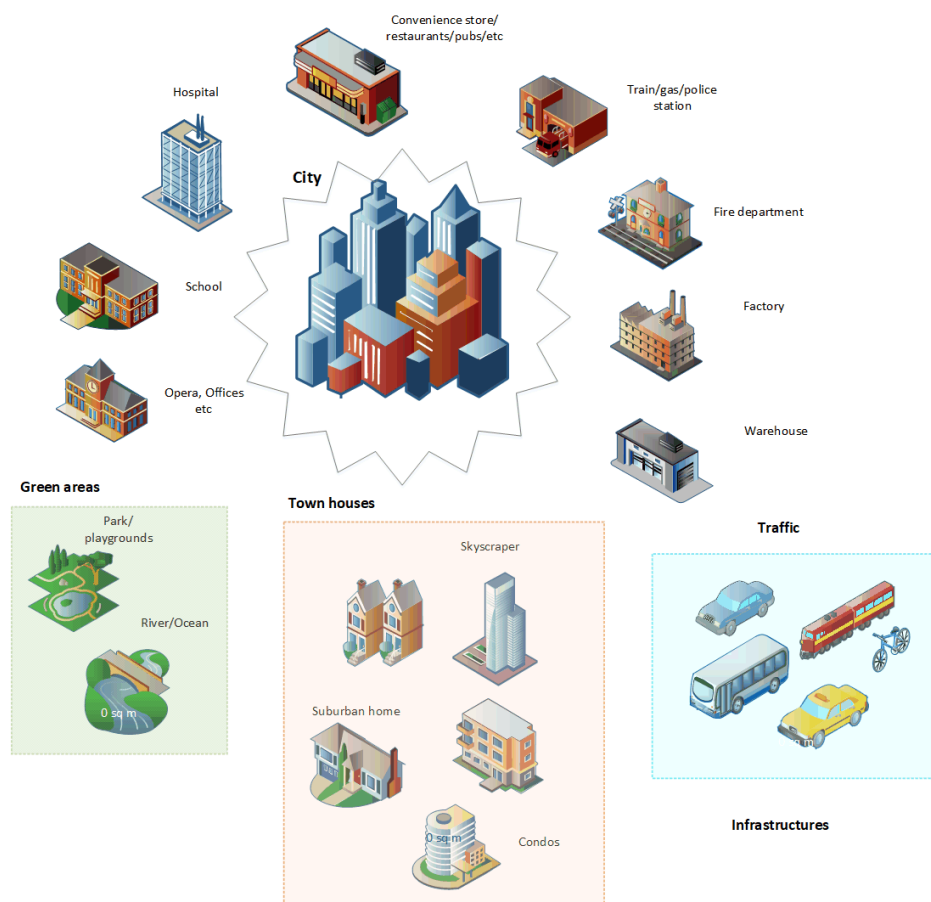 Convenience store/
restaurants/pubs/etc
Hospital
Train/gas/police
station
City
Fire department
School
Factory
Opera, Offices
etc
Warehouse
Green areas
Town houses
Park/
playgrounds
Traffic
Skyscraper
River/Ocean
0 sq m
Suburban home
Infrastructures
0 sq m
Condos